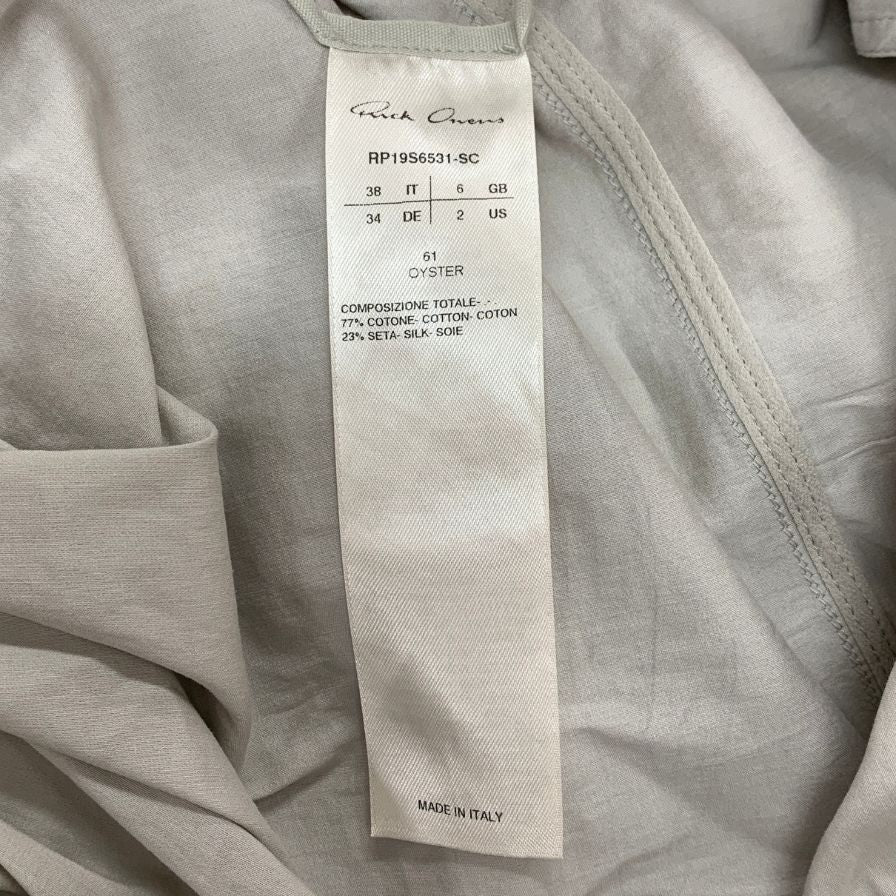 Rick Owens
RP19S6531-SC
38 IT 6 GB
34 DE 2 US
61
OYSTER
COMPOSIZIONE TOTALE- .- .
77% COTONE- COTTON- COTON
23% SETA- SILK- SOIE
MADE IN ITALY